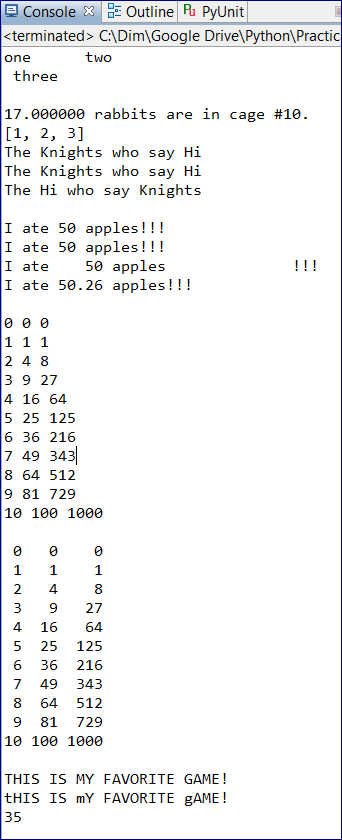 Console Outline Pu PyUnit
<terminated> C:\Dim\Google Drive\Python\Practic
one      two
 three

17.000000 rabbits are in cage #10.
[1, 2, 3]
The Knights who say Hi
The Knights who say Hi
The Hi who say Knights

I ate 50 apples!!!
I ate 50 apples!!!
I ate    50 apples              !!!
I ate 50.26 apples!!!

0 0 0
1 1 1
2 4 8
3 9 27
4 16 64
5 25 125
6 36 216
7 49 343
8 64 512
9 81 729
10 100 1000

 0   0    0
 1   1    1
 2   4    8
 3   9   27
 4  16   64
 5  25  125
 6  36  216
 7  49  343
 8  64  512
 9  81  729
10 100 1000

THIS IS MY FAVORITE GAME!
tHIS IS mY FAVORITE gAME!
35